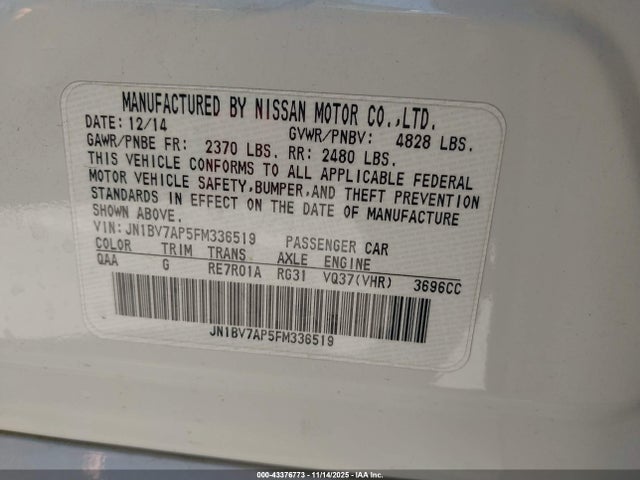 MANUFACTURED BY NISSAN MOTOR CO.,LTD.
DATE: 12/14 GVWR/PNBV: 4828 LBS.
GAWR/PNBE FR: 2370 LBS. RR: 2480 LBS.
THIS VEHICLE CONFORMS TO ALL APPLICABLE FEDERAL
MOTOR VEHICLE SAFETY,BUMPER,AND THEFT PREVENTION
STANDARDS IN EFFECT ON THE DATE OF MANUFACTURE
SHOWN ABOVE.
VIN: JN1BV7AP5FM336519 PASSENGER CAR
COLOR TRIM TRANS AXLE ENGINE
QAA G RE7R01A RG31 VQ37(VHR) 3696CC
JN1BV7AP5FM336519
000-43376773 - 11/14/2025 - IAA Inc.